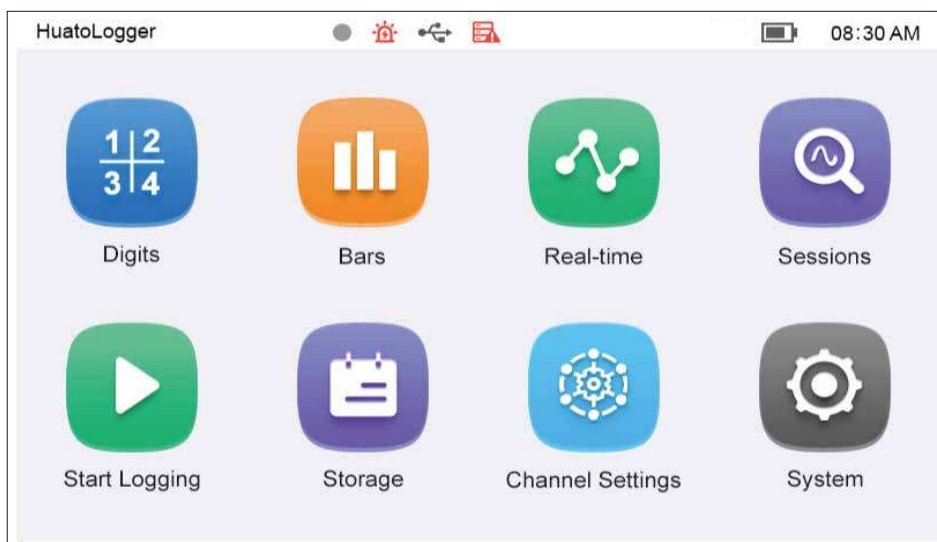 HuatoLogger 08:30 AM
1 2
3 4
Digits Bars Real-time Sessions
Start Logging Storage Channel Settings System